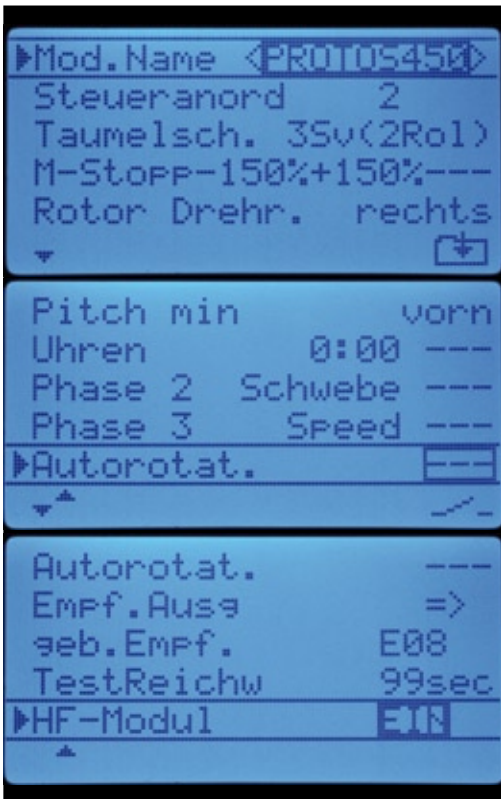 Mod.Name <PROTOS450>
Steueranord 2
Taumelsch. 3Sv(2Rol)
M-Stopp-150%+150%---
Rotor Drehr. rechts
Pitch min vorn
Uhren 0:00 ---
Phase 2 Schwebe ---
Phase 3 Speed ---
Autorotat. ---
Autorotat. ---
Empf.Ausg =>
geb.Empf. E08
TestReichw 99sec
HF-Modul EIN